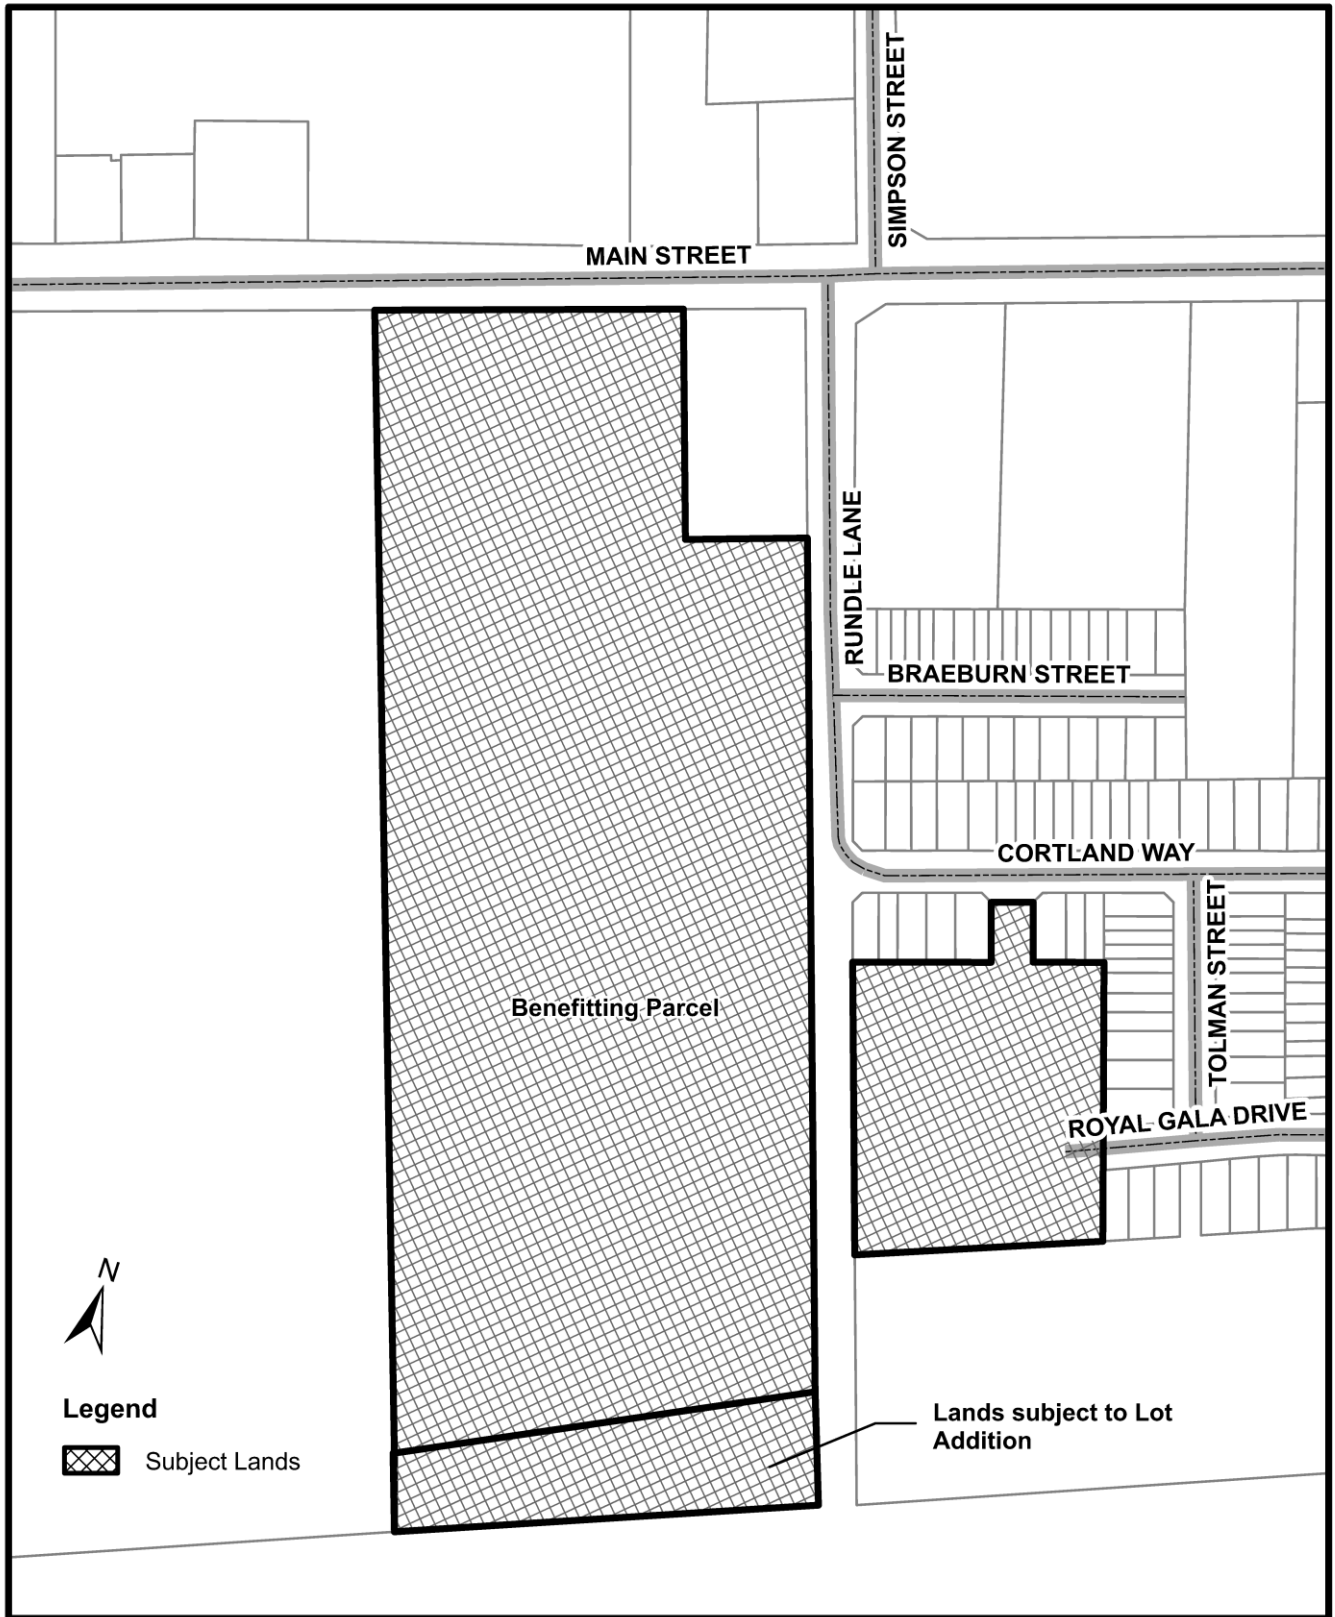 SIMPSON STREET
MAIN STREET
RUNDLE LANE
BRAEBURN STREET
CORTLAND WAY
TOLMAN STREET
Benefitting Parcel
ROYAL GALA DRIVE
N
Legend
Subject Lands
Lands subject to Lot
Addition